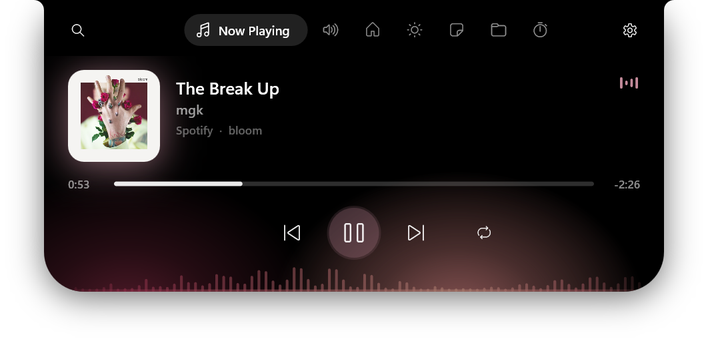 Now Playing
The Break Up
mgk
Spotify · bloom
0:53
-2:26